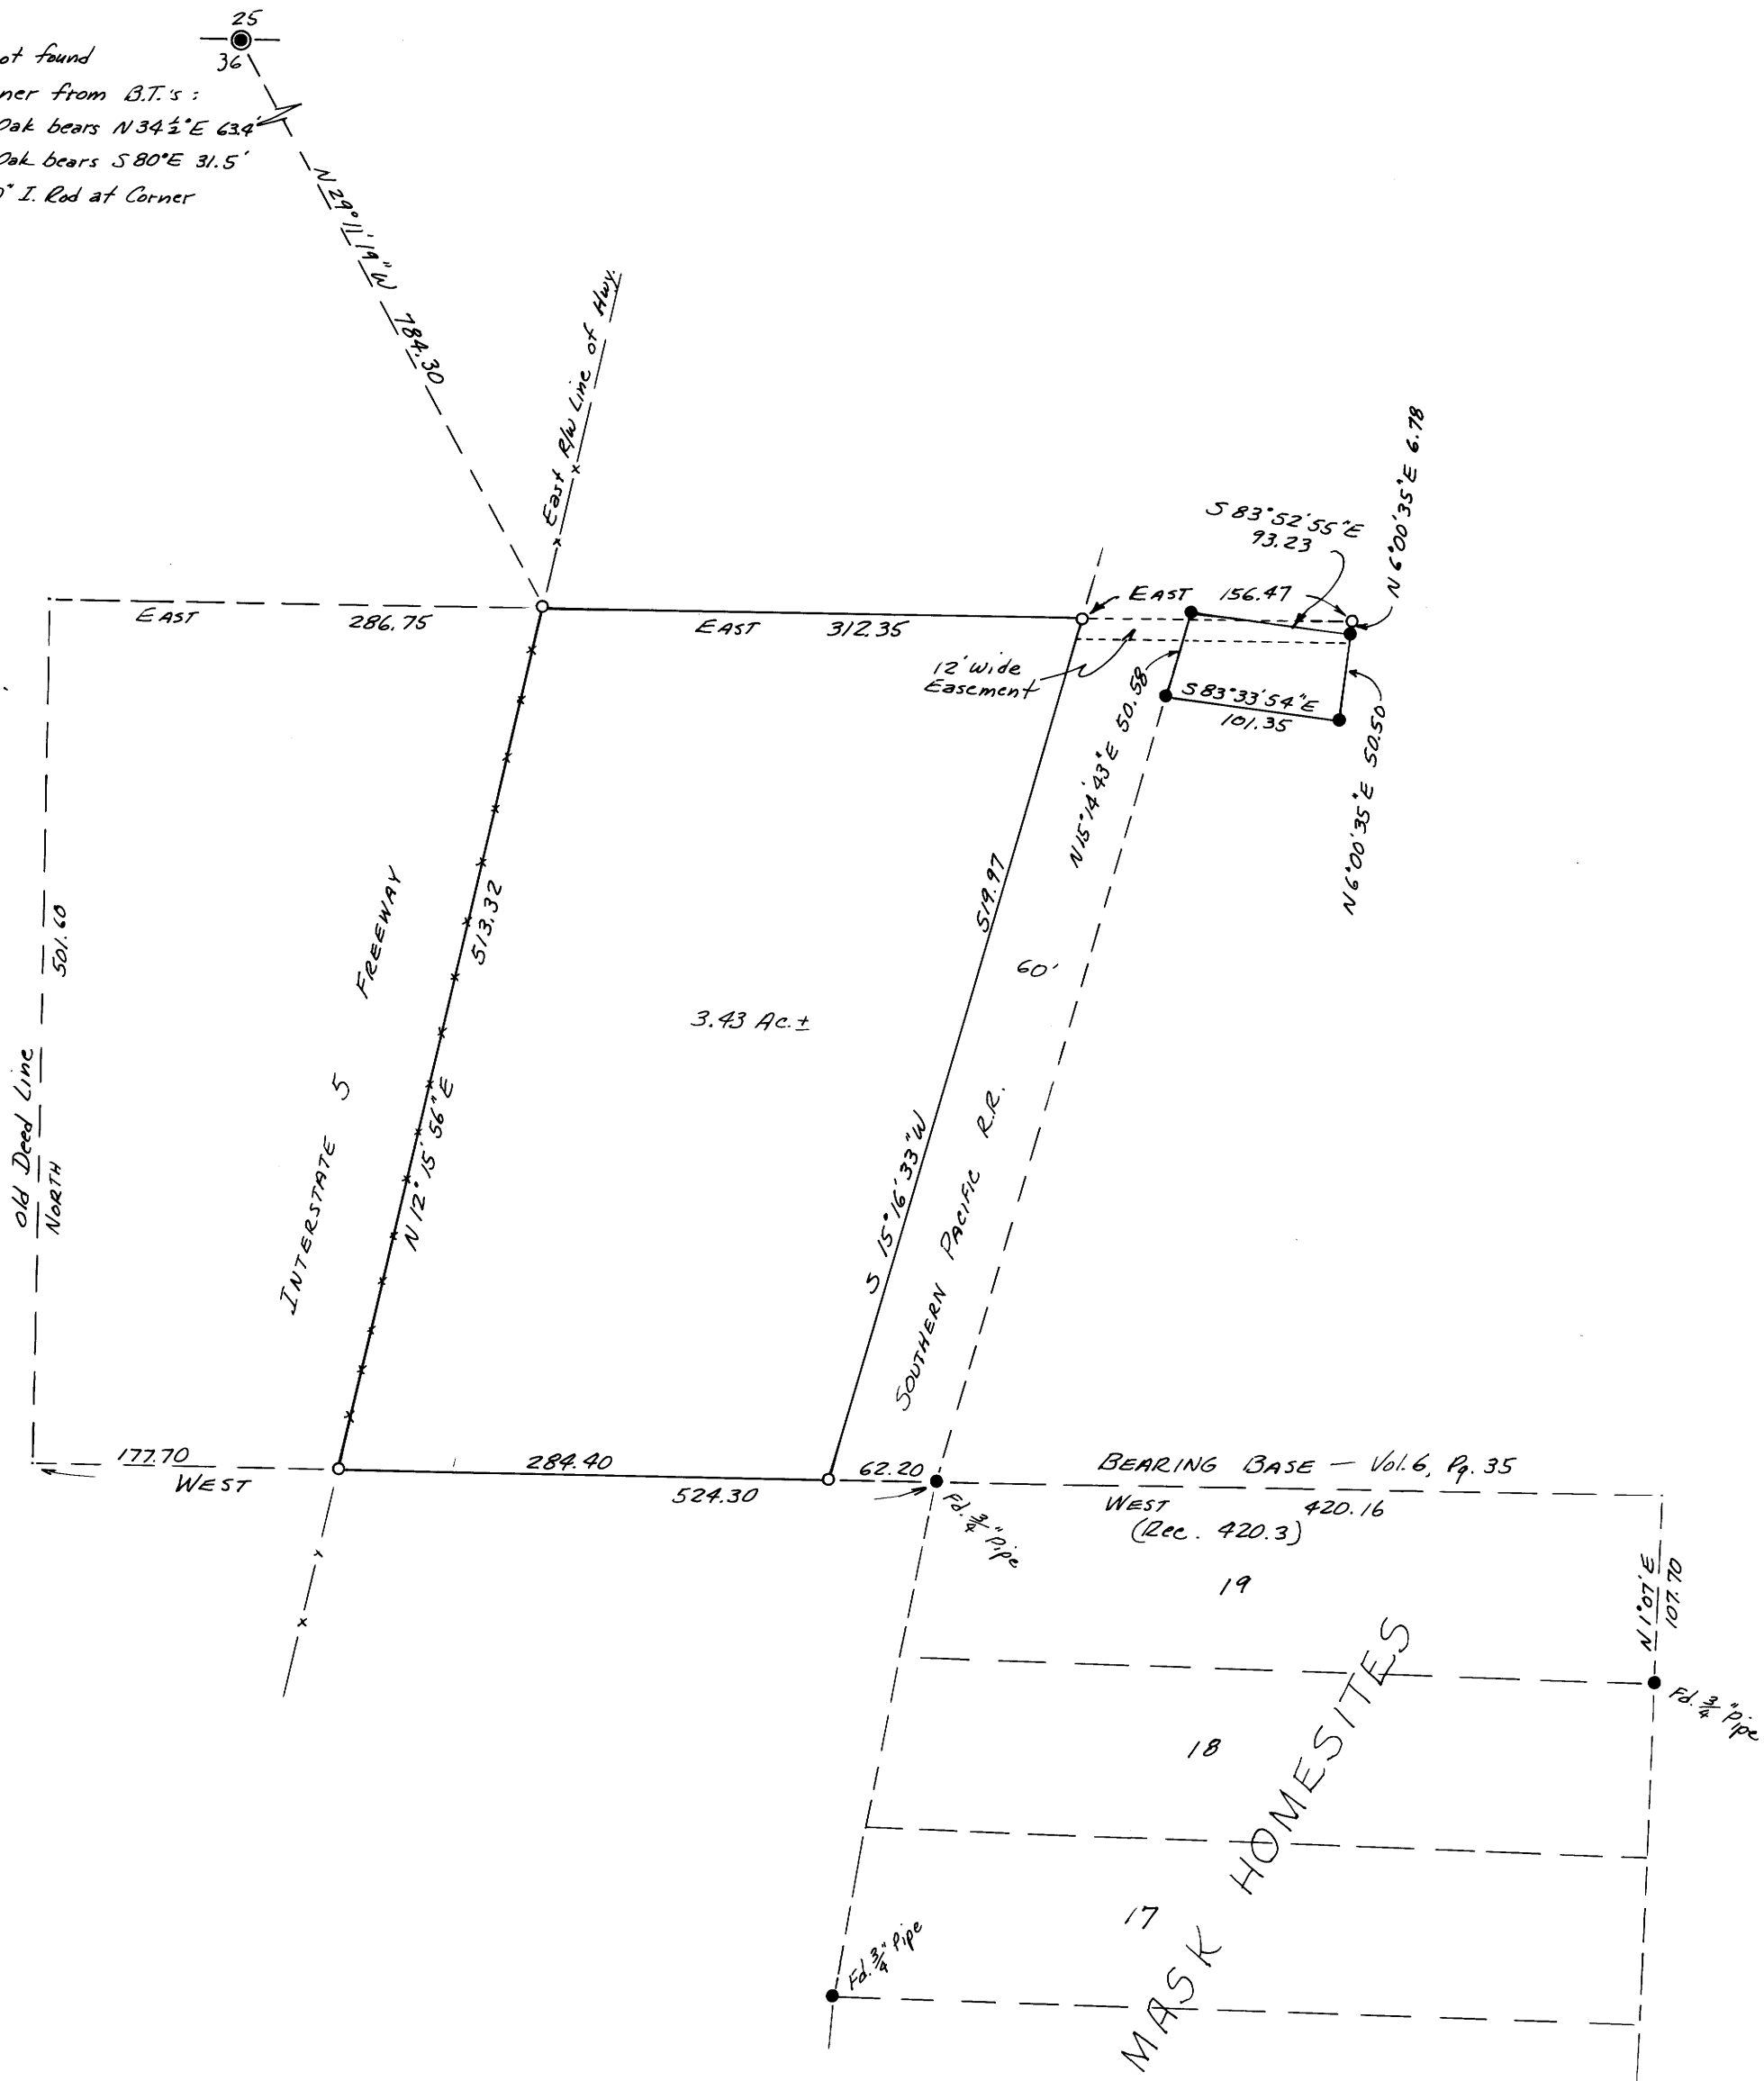 25
36
ot found
ner from B.T.'s :
Oak bears N 34½°E 63.4'
Oak bears S 80°E 31.5'
" I. Rod at Corner
N 29°11'19"W 784.30
East R/W Line of Hwy.
S 83°52'55"E
93.23
N 6°00'35"E 6.78
EAST 156.47
EAST 286.75
EAST 312.35
12' wide
Easement
N 15°14'43"E 50.58
S 83°33'54"E
101.35
N 6°00'35"E 50.50
Old Deed Line
NORTH
501.60
INTERSTATE 5 FREEWAY
N 12°15'56"E
513.32
3.43 Ac.±
S 15°16'33"W
519.97
60'
SOUTHERN PACIFIC R.R.
177.70
WEST
284.40
524.30
62.20
Fd. 3/4" Pipe
BEARING BASE — Vol. 6, Pg. 35
WEST 420.16
(Rec. 420.3)
N 1°07'E
107.70
19
Fd. 3/4" Pipe
18
17
Fd. 3/4" Pipe
MASK HOMESITES